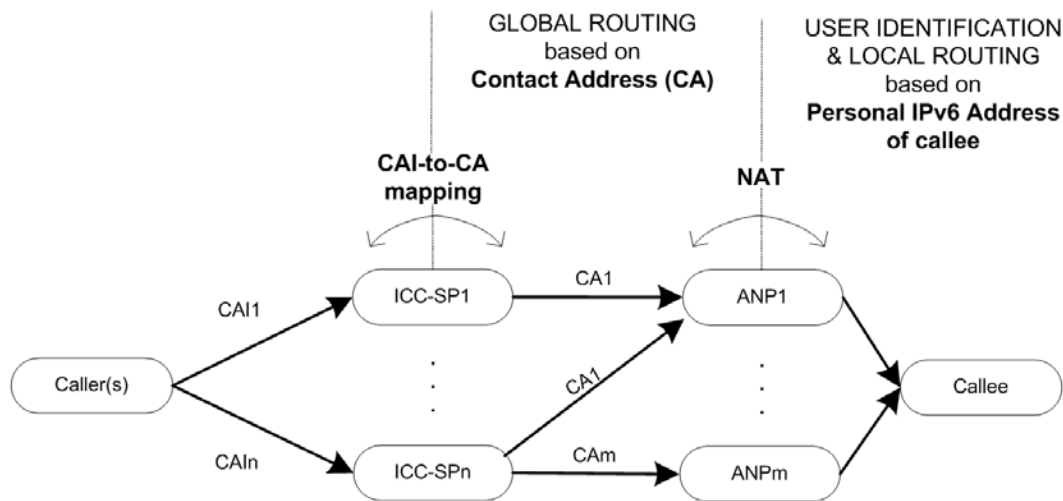 GLOBAL ROUTING
based on
Contact Address (CA)
USER IDENTIFICATION
& LOCAL ROUTING
based on
Personal IPv6 Address
of callee
CAI-to-CA
mapping
NAT
CAI1
ICC-SP1
CA1
ANP1
Caller(s)
CA1
Callee
CAIn
ICC-SPn
CAm
ANPm